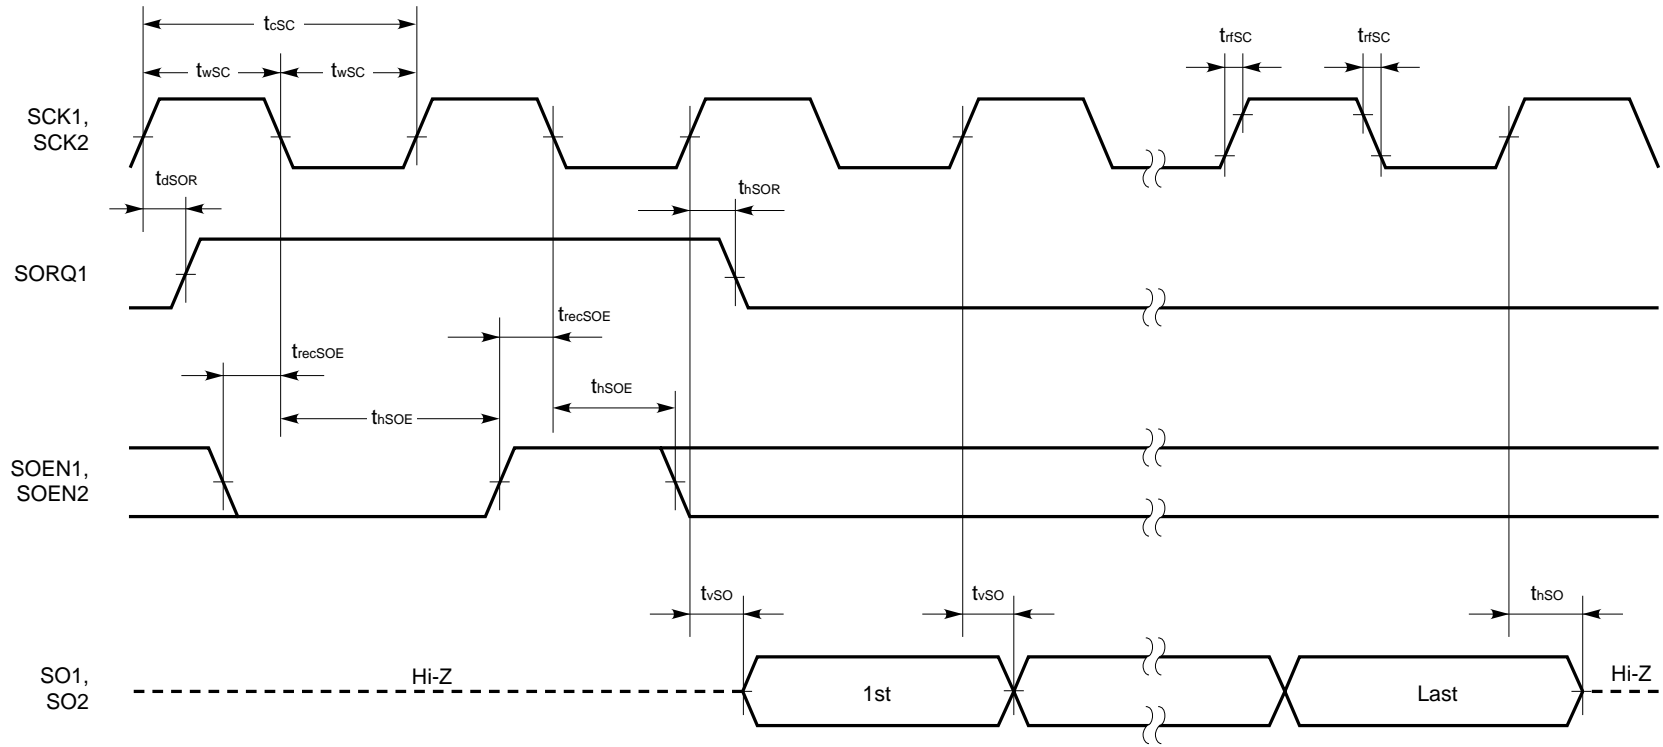 tcSC
twSC twSC
trfSC trfSC
SCK1,
SCK2
tdSOR
thSOR
SORQ1
trecSOE
trecSOE
thSOE
thSOE
SOEN1,
SOEN2
tvSO tvSO thSO
SO1,
SO2
Hi-Z
1st
Last
Hi-Z